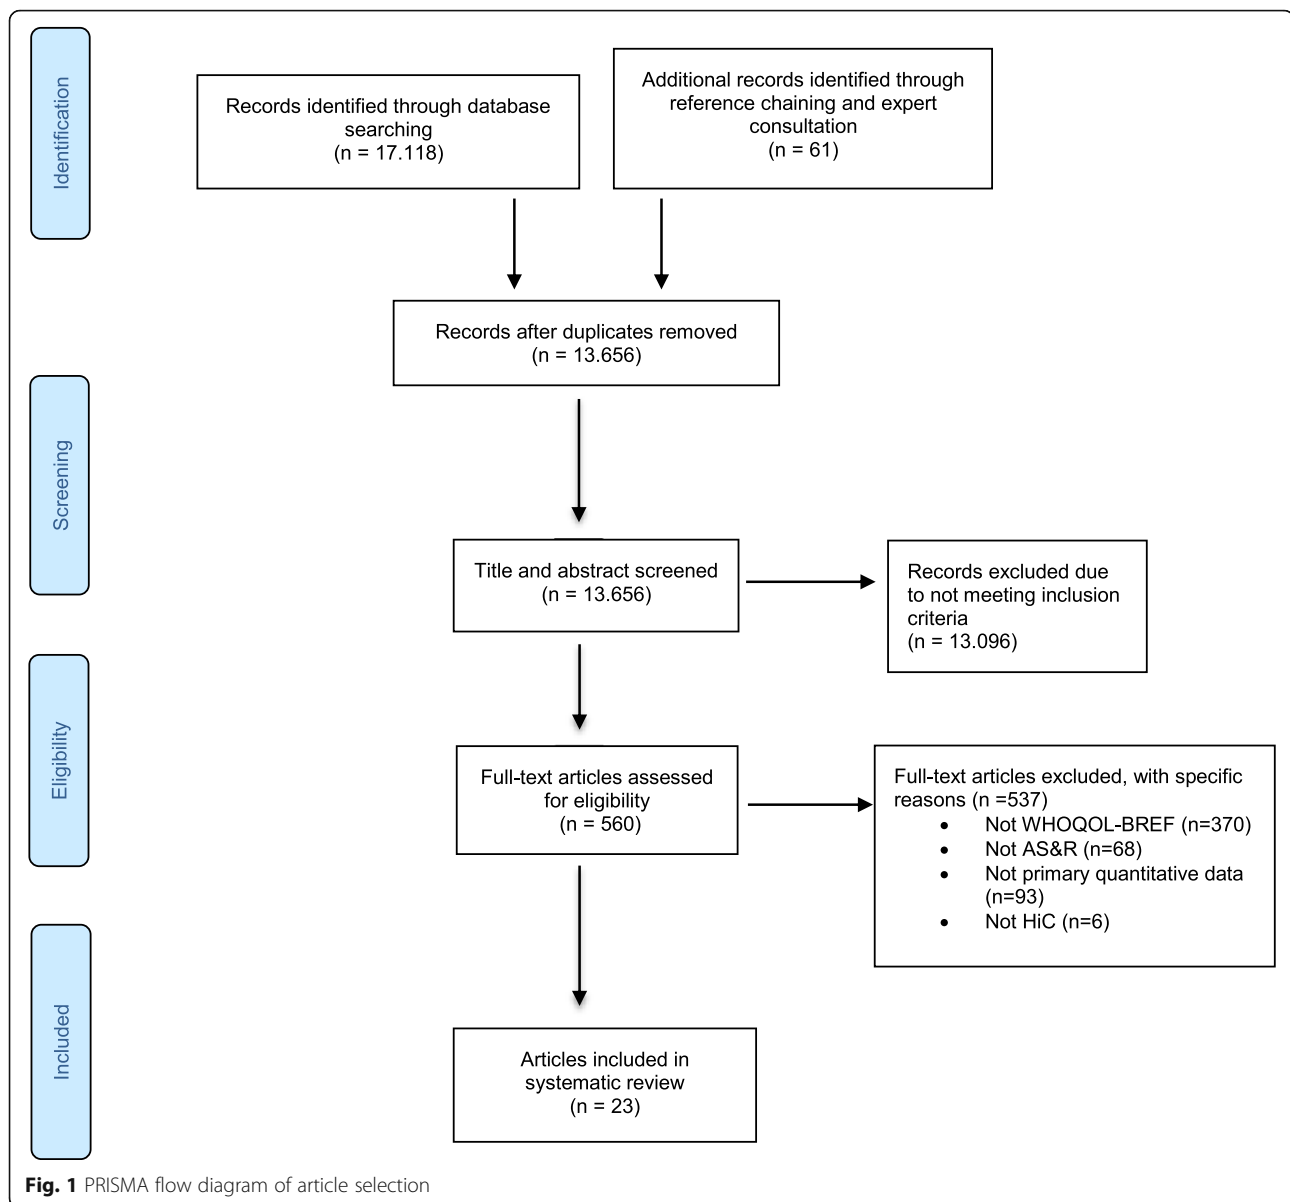 Identification
Records identified through database
searching
(n = 17.118)
Additional records identified through
reference chaining and expert
consultation
(n = 61)
Records after duplicates removed
(n = 13.656)
Screening
Title and abstract screened
(n = 13.656)
Records excluded due
to not meeting inclusion
criteria
(n = 13.096)
Eligibility
Full-text articles assessed
for eligibility
(n = 560)
Full-text articles excluded, with specific
reasons (n =537)
• Not WHOQOL-BREF (n=370)
• Not AS&R (n=68)
• Not primary quantitative data
(n=93)
• Not HiC (n=6)
Included
Articles included in
systematic review
(n = 23)
Fig. 1 PRISMA flow diagram of article selection